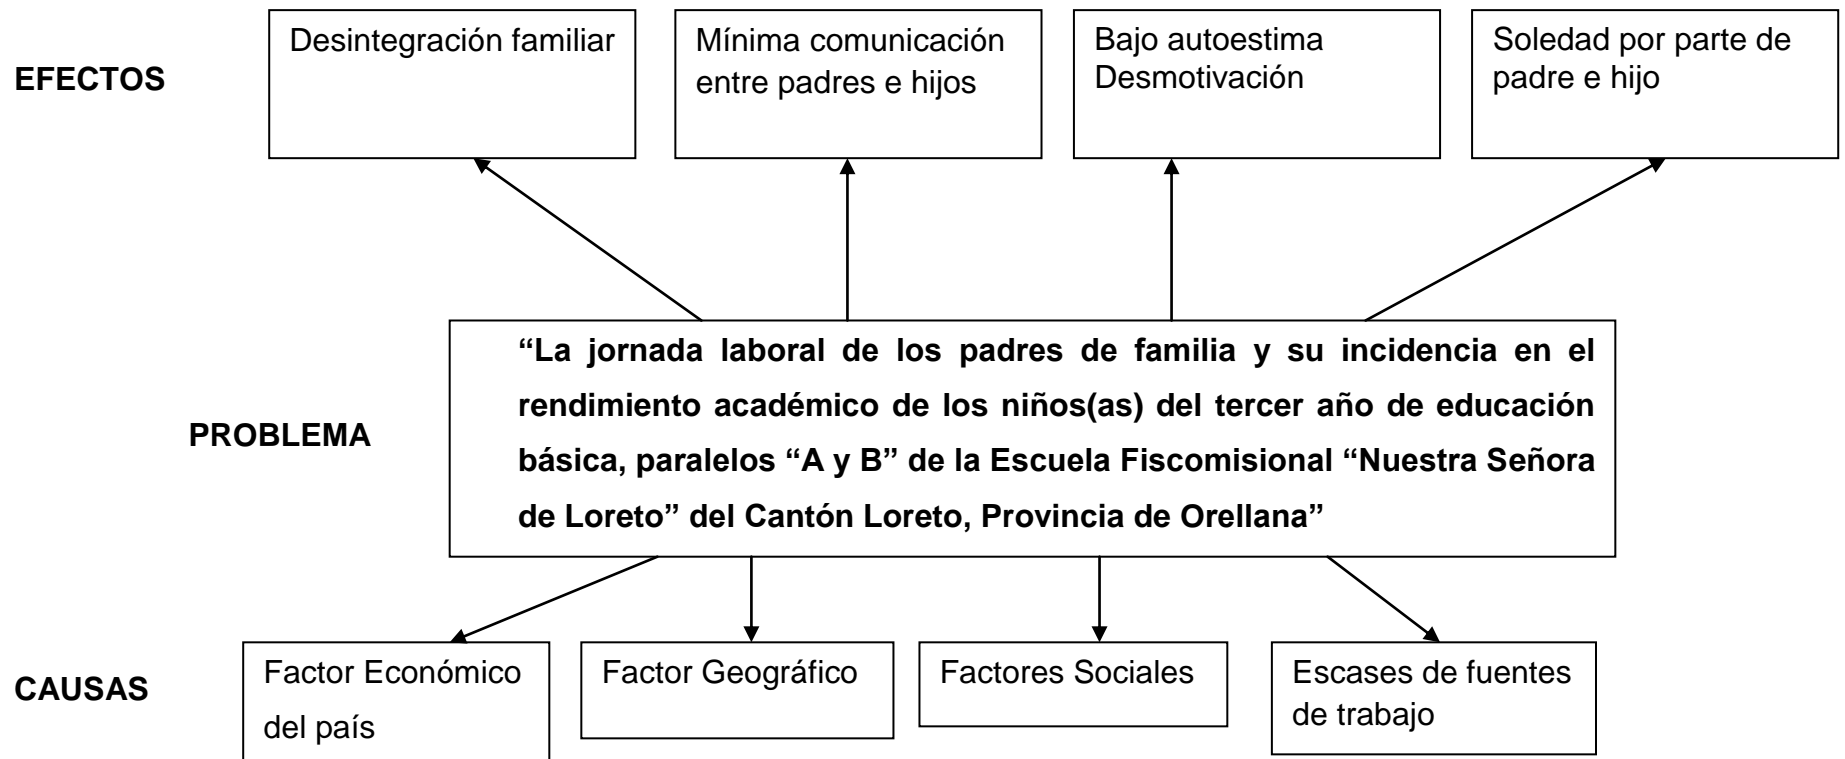 EFECTOS
Desintegración familiar
Mínima comunicación
entre padres e hijos
Bajo autoestima
Desmotivación
Soledad por parte de
padre e hijo
PROBLEMA
“La jornada laboral de los padres de familia y su incidencia en el
rendimiento académico de los niños(as) del tercer año de educación
básica, paralelos “A y B” de la Escuela Fiscomisional “Nuestra Señora
de Loreto” del Cantón Loreto, Provincia de Orellana”
CAUSAS
Factor Económico
del país
Factor Geográfico
Factores Sociales
Escases de fuentes
de trabajo